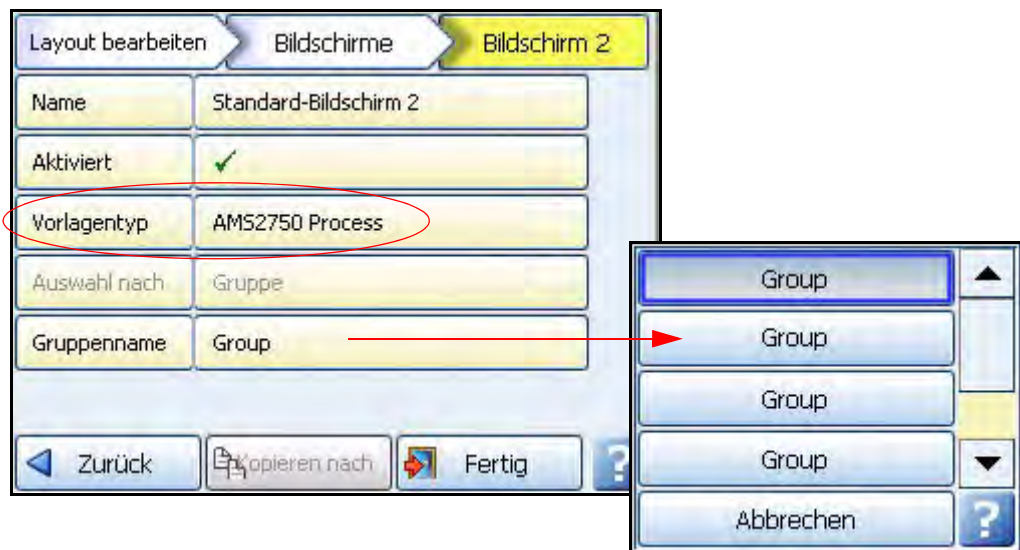 Layout bearbeiten Bildschirme Bildschirm 2
Name Standard-Bildschirm 2
Aktiviert ✓
Vorlagentyp AMS2750 Process
Auswahl nach Gruppe
Gruppenname Group
Zurück Kopieren nach Fertig ?
Group
Group
Group
Group
Abbrechen ?